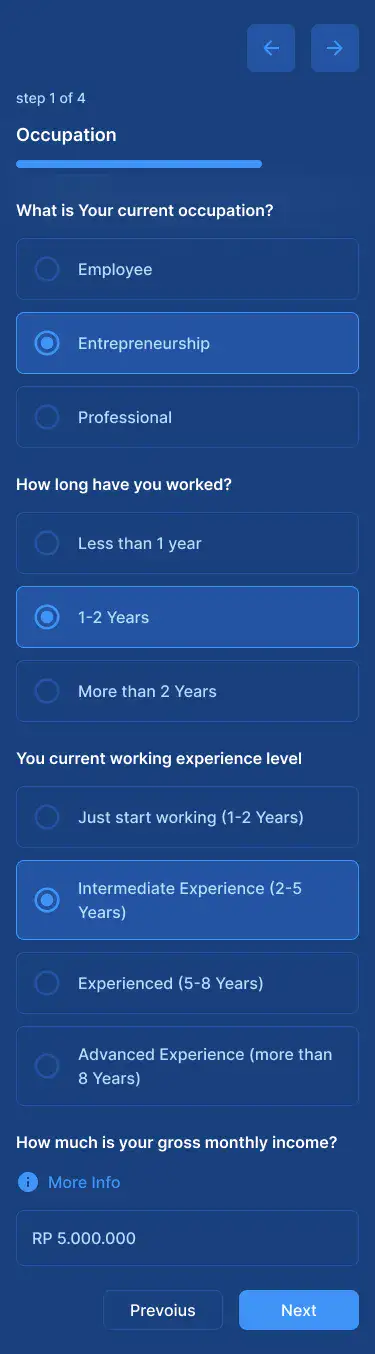 step 1 of 4
Occupation
What is Your current occupation?
Employee
Entrepreneurship
Professional
How long have you worked?
Less than 1 year
1-2 Years
More than 2 Years
You current working experience level
Just start working (1-2 Years)
Intermediate Experience (2-5
Years)
Experienced (5-8 Years)
Advanced Experience (more than
8 Years)
How much is your gross monthly income?
More Info
RP 5.000.000
Prevoius
Next